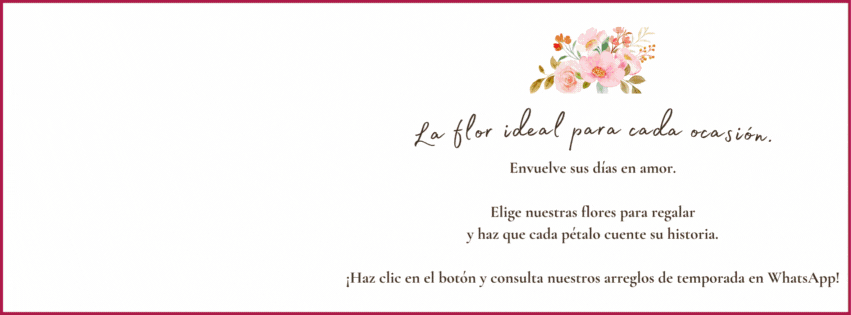 La flor ideal para cada ocasión.
Envuelve sus días en amor.
Elige nuestras flores para regalar
y haz que cada pétalo cuente su historia.
¡Haz clic en el botón y consulta nuestros arreglos de temporada en WhatsApp!